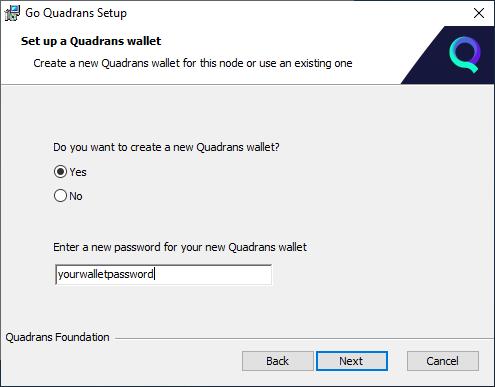 Go Quadrans Setup
Set up a Quadrans wallet
Create a new Quadrans wallet for this node or use an existing one
Do you want to create a new Quadrans wallet?
Yes
No
Enter a new password for your new Quadrans wallet
yourwalletpassword
Quadrans Foundation
Back Next Cancel